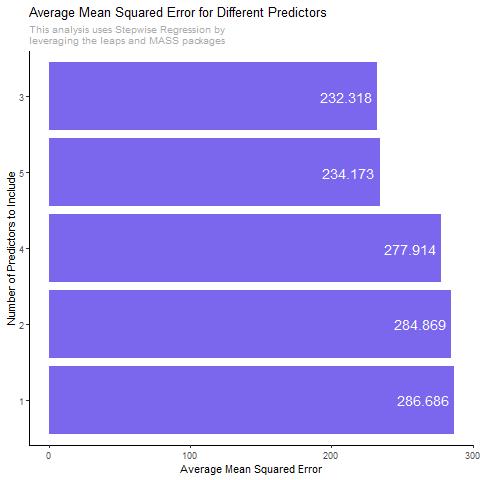 Average Mean Squared Error for Different Predictors
This analysis uses Stepwise Regression by
leveraging the leaps and MASS packages
Number of Predictors to Include
3
232.318
5
234.173
4
277.914
2
284.869
1
286.686
0
100
200
300
Average Mean Squared Error